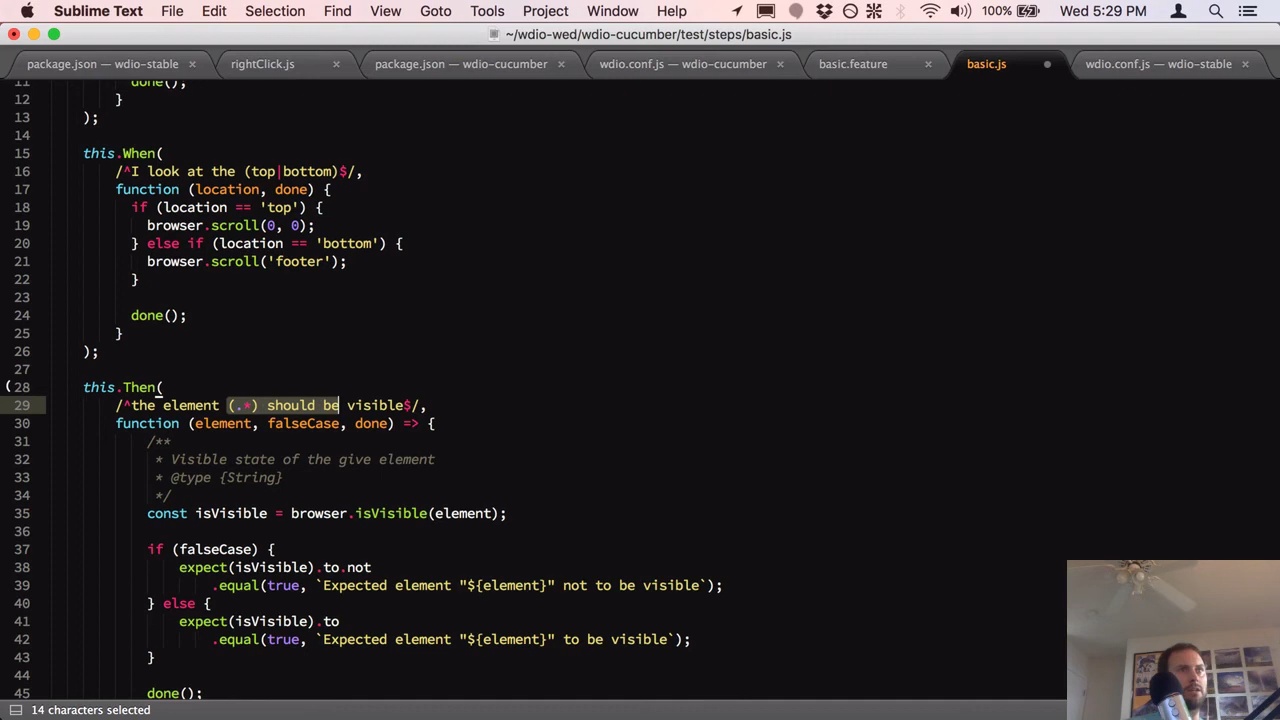 Sublime Text File Edit Selection Find View Goto Tools Project Window Help 100% Wed 5:29 PM
~/wdio-wed/wdio-cucumber/test/steps/basic.js
package.json — wdio-stable × rightClick.js × package.json — wdio-cucumber × wdio.conf.js — wdio-cucumber × basic.feature × basic.js wdio.conf.js — wdio-stable ×
11 done();
12 }
13 );
14
15 this.When(
16 /^I look at the (top|bottom)$/,
17 function (location, done) {
18 if (location == 'top') {
19 browser.scroll(0, 0);
20 } else if (location == 'bottom') {
21 browser.scroll('footer');
22 }
23
24 done();
25 }
26 );
27
(28 this.Then(
29 /^the element (.*) should be visible$/,
30 function (element, falseCase, done) => {
31 /**
32 * Visible state of the give element
33 * @type {String}
34 */
35 const isVisible = browser.isVisible(element);
36
37 if (falseCase) {
38 expect(isVisible).to.not
39 .equal(true, `Expected element "${element}" not to be visible`);
40 } else {
41 expect(isVisible).to
42 .equal(true, `Expected element "${element}" to be visible`);
43 }
44
45 done();
14 characters selected